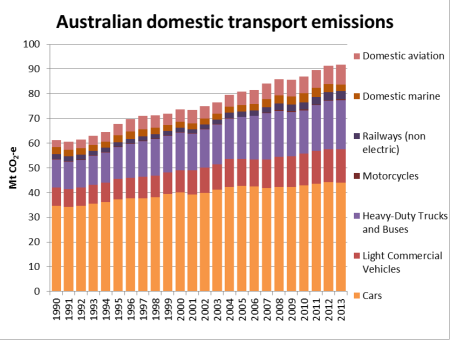 Australian domestic transport emissions
Mt CO₂-e
100
90
80
70
60
50
40
30
20
10
0
1990
1991
1992
1993
1994
1995
1996
1997
1998
1999
2000
2001
2002
2003
2004
2005
2006
2007
2008
2009
2010
2011
2012
2013
Domestic aviation
Domestic marine
Railways (non
electric)
Motorcycles
Heavy-Duty Trucks
and Buses
Light Commercial
Vehicles
Cars